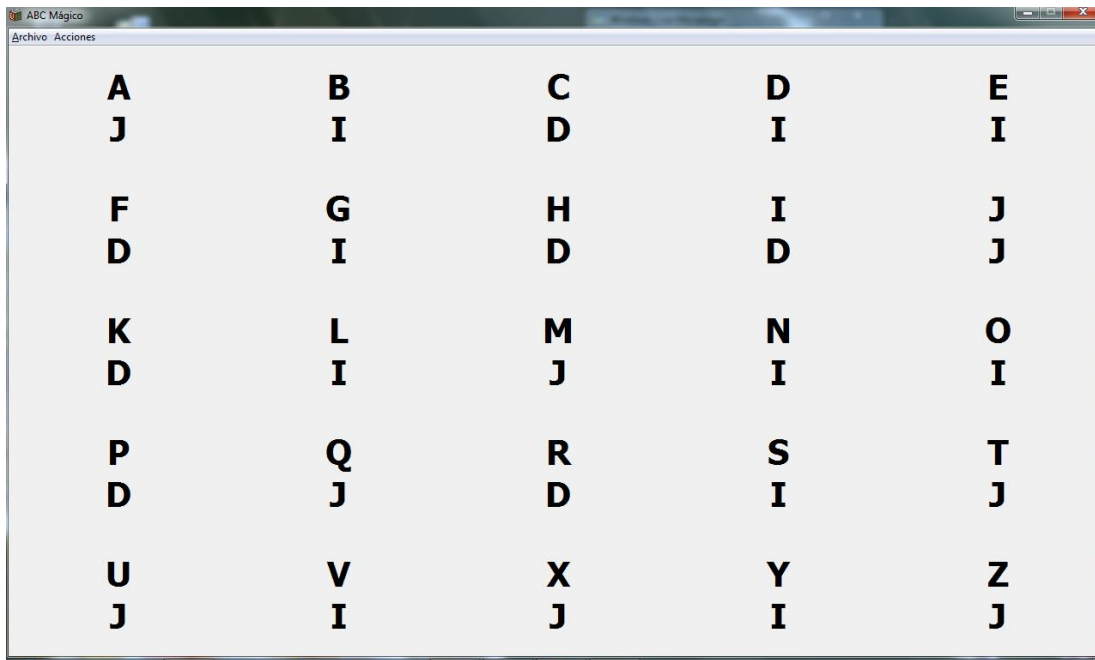 ABC Mágico
Archivo Acciones
A B C D E
J I D I I
F G H I J
D I D D J
K L M N O
D I J I I
P Q R S T
D J D I J
U V X Y Z
J I J I J